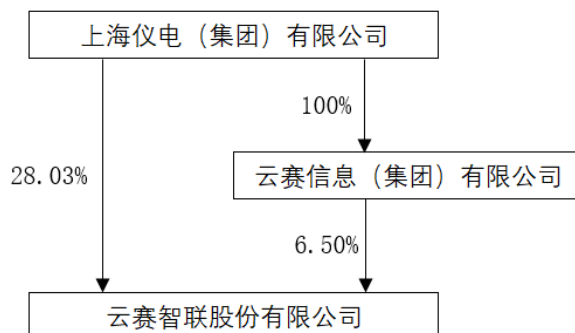 上海仪电（集团）有限公司
100%
28.03%
云赛信息（集团）有限公司
6.50%
云赛智联股份有限公司